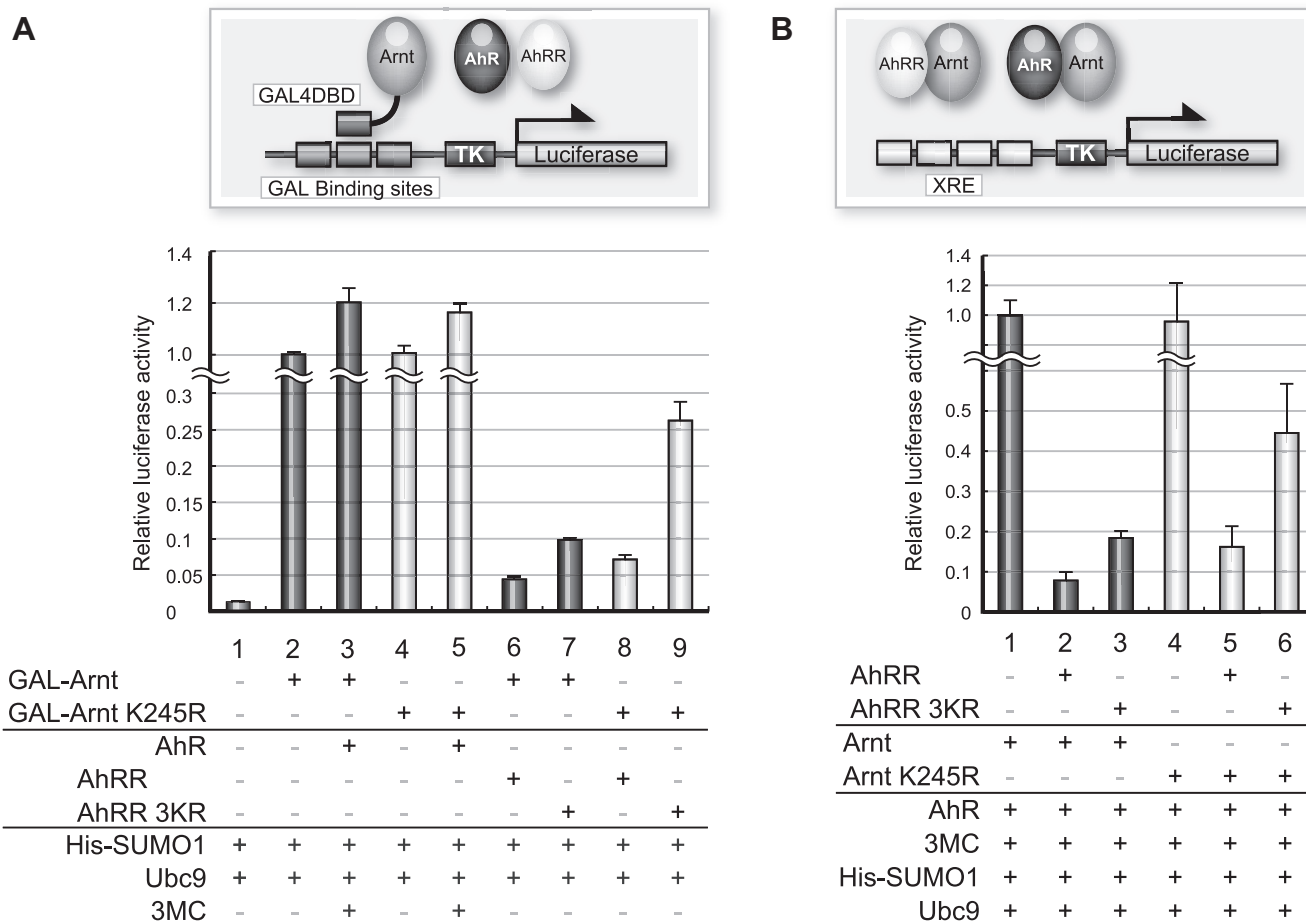 A
Arnt
AhR
AhRR
GAL4DBD
TK
Luciferase
GAL Binding sites
Relative luciferase activity
1.4
1.2
1.0
0.3
0.25
0.2
0.15
0.1
0.05
0
1 2 3 4 5 6 7 8 9
GAL-Arnt - + + - - + + - -
GAL-Arnt K245R - - - + + - - + +
AhR - - + - + - - - -
AhRR - - - - - + - + -
AhRR 3KR - - - - - - + - +
His-SUMO1 + + + + + + + + +
Ubc9 + + + + + + + + +
3MC - - + - + - - - -
B
AhRR Arnt
AhR Arnt
TK
Luciferase
XRE
Relative luciferase activity
1.4
1.2
1.0
0.5
0.4
0.3
0.2
0.1
0
1 2 3 4 5 6
AhRR - + - - + -
AhRR 3KR - - + - - +
Arnt + + + - - -
Arnt K245R - - - + + +
AhR + + + + + +
3MC + + + + + +
His-SUMO1 + + + + + +
Ubc9 + + + + + +